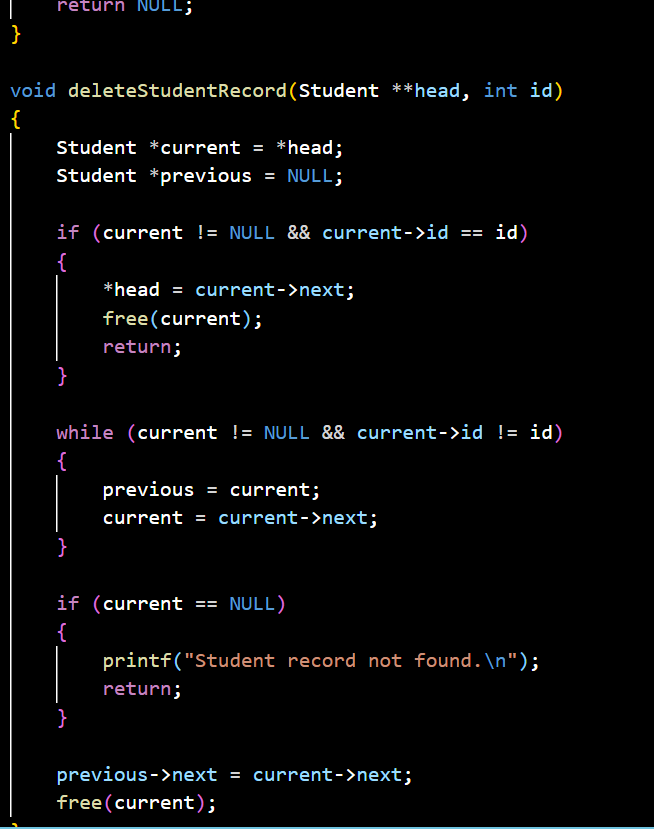 return NULL;
}
void deleteStudentRecord(Student **head, int id)
{
Student *current = *head;
Student *previous = NULL;
if (current != NULL && current->id == id)
{
*head = current->next;
free(current);
return;
}
while (current != NULL && current->id != id)
{
previous = current;
current = current->next;
}
if (current == NULL)
{
printf("Student record not found.\n");
return;
}
previous->next = current->next;
free(current);
}